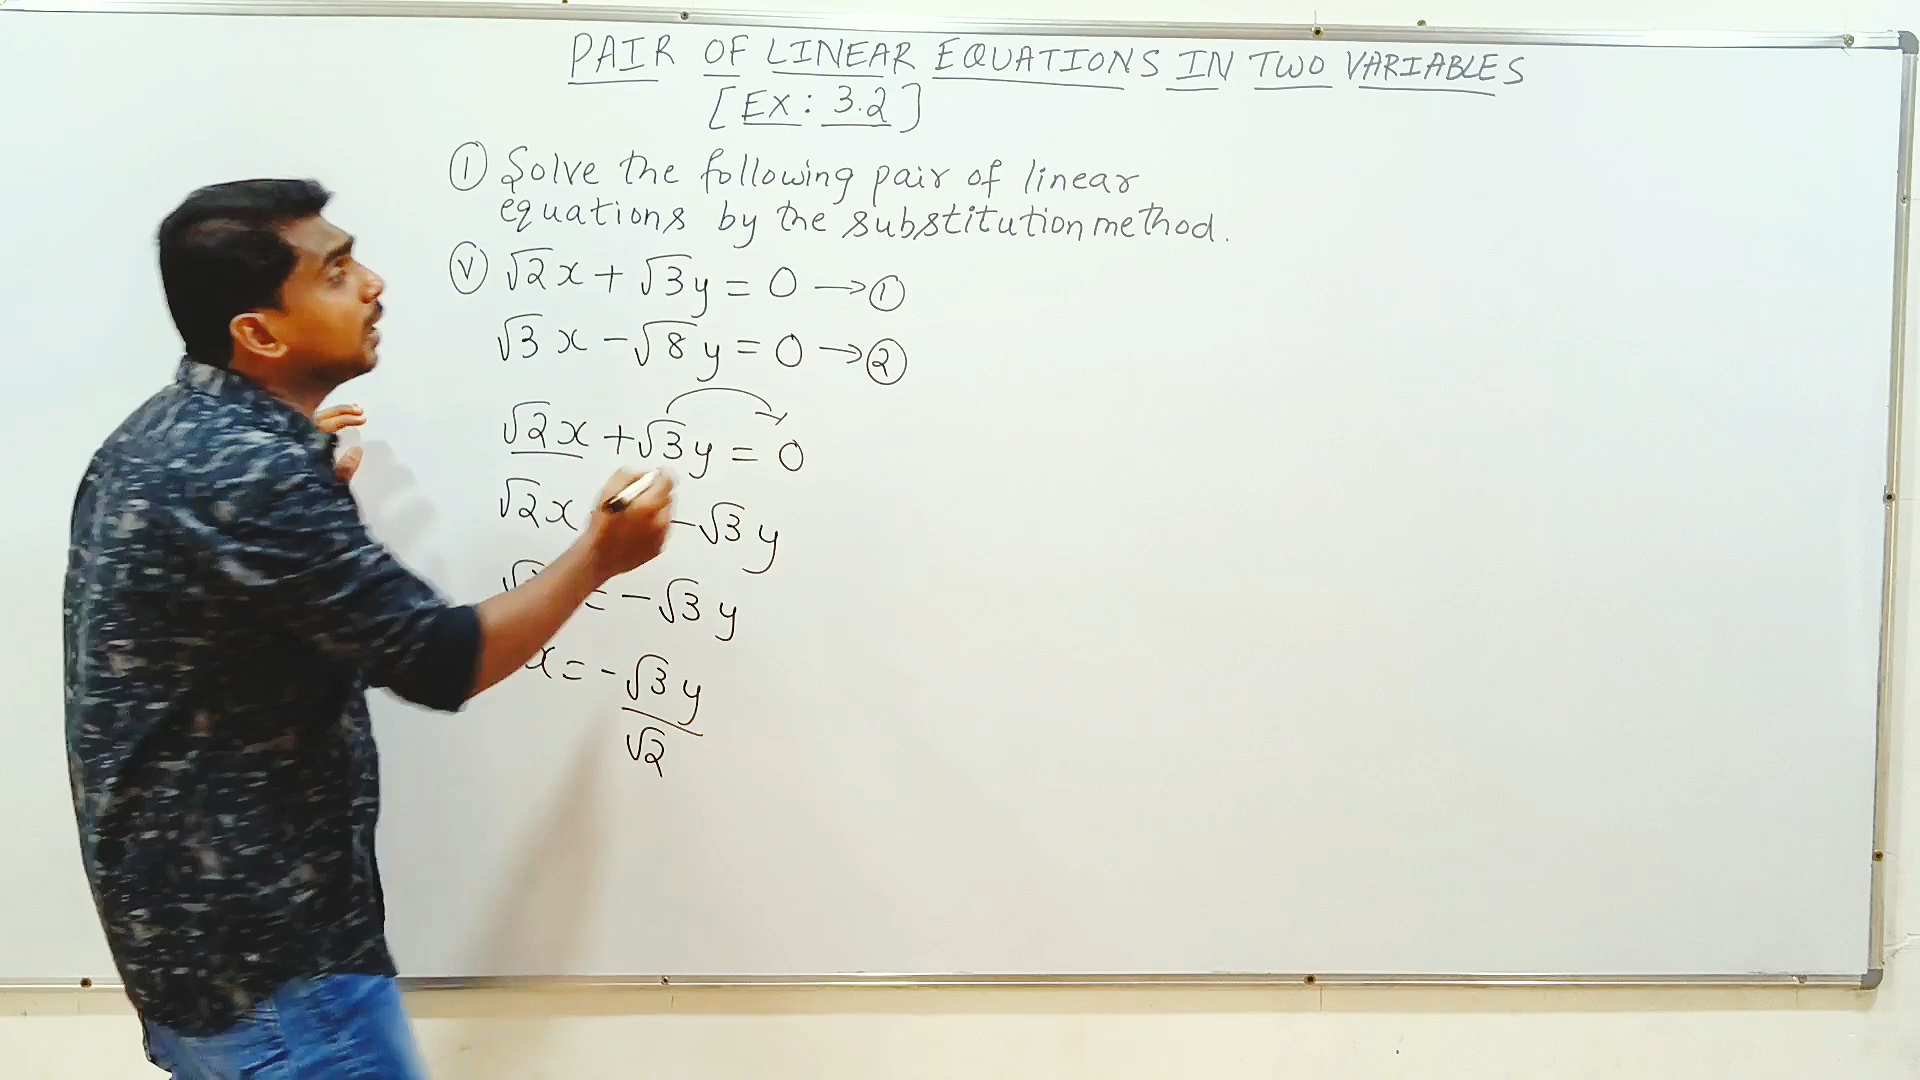 PAIR OF LINEAR EQUATIONS IN TWO VARIABLES
[EX: 3.2]
① Solve the following pair of linear
equations by the substitution method.
Ⓥ √2x + √3y = 0 → ①
√3x - √8y = 0 → ②
√2x + √3y = 0
√2x - √3y
= - √3y
x = - √3y
√2